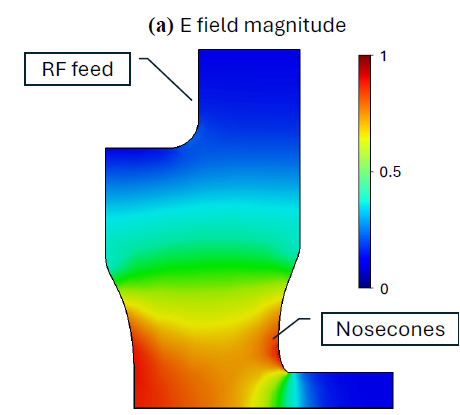 (a) E field magnitude
RF feed
1
0.5
0
Nosecones